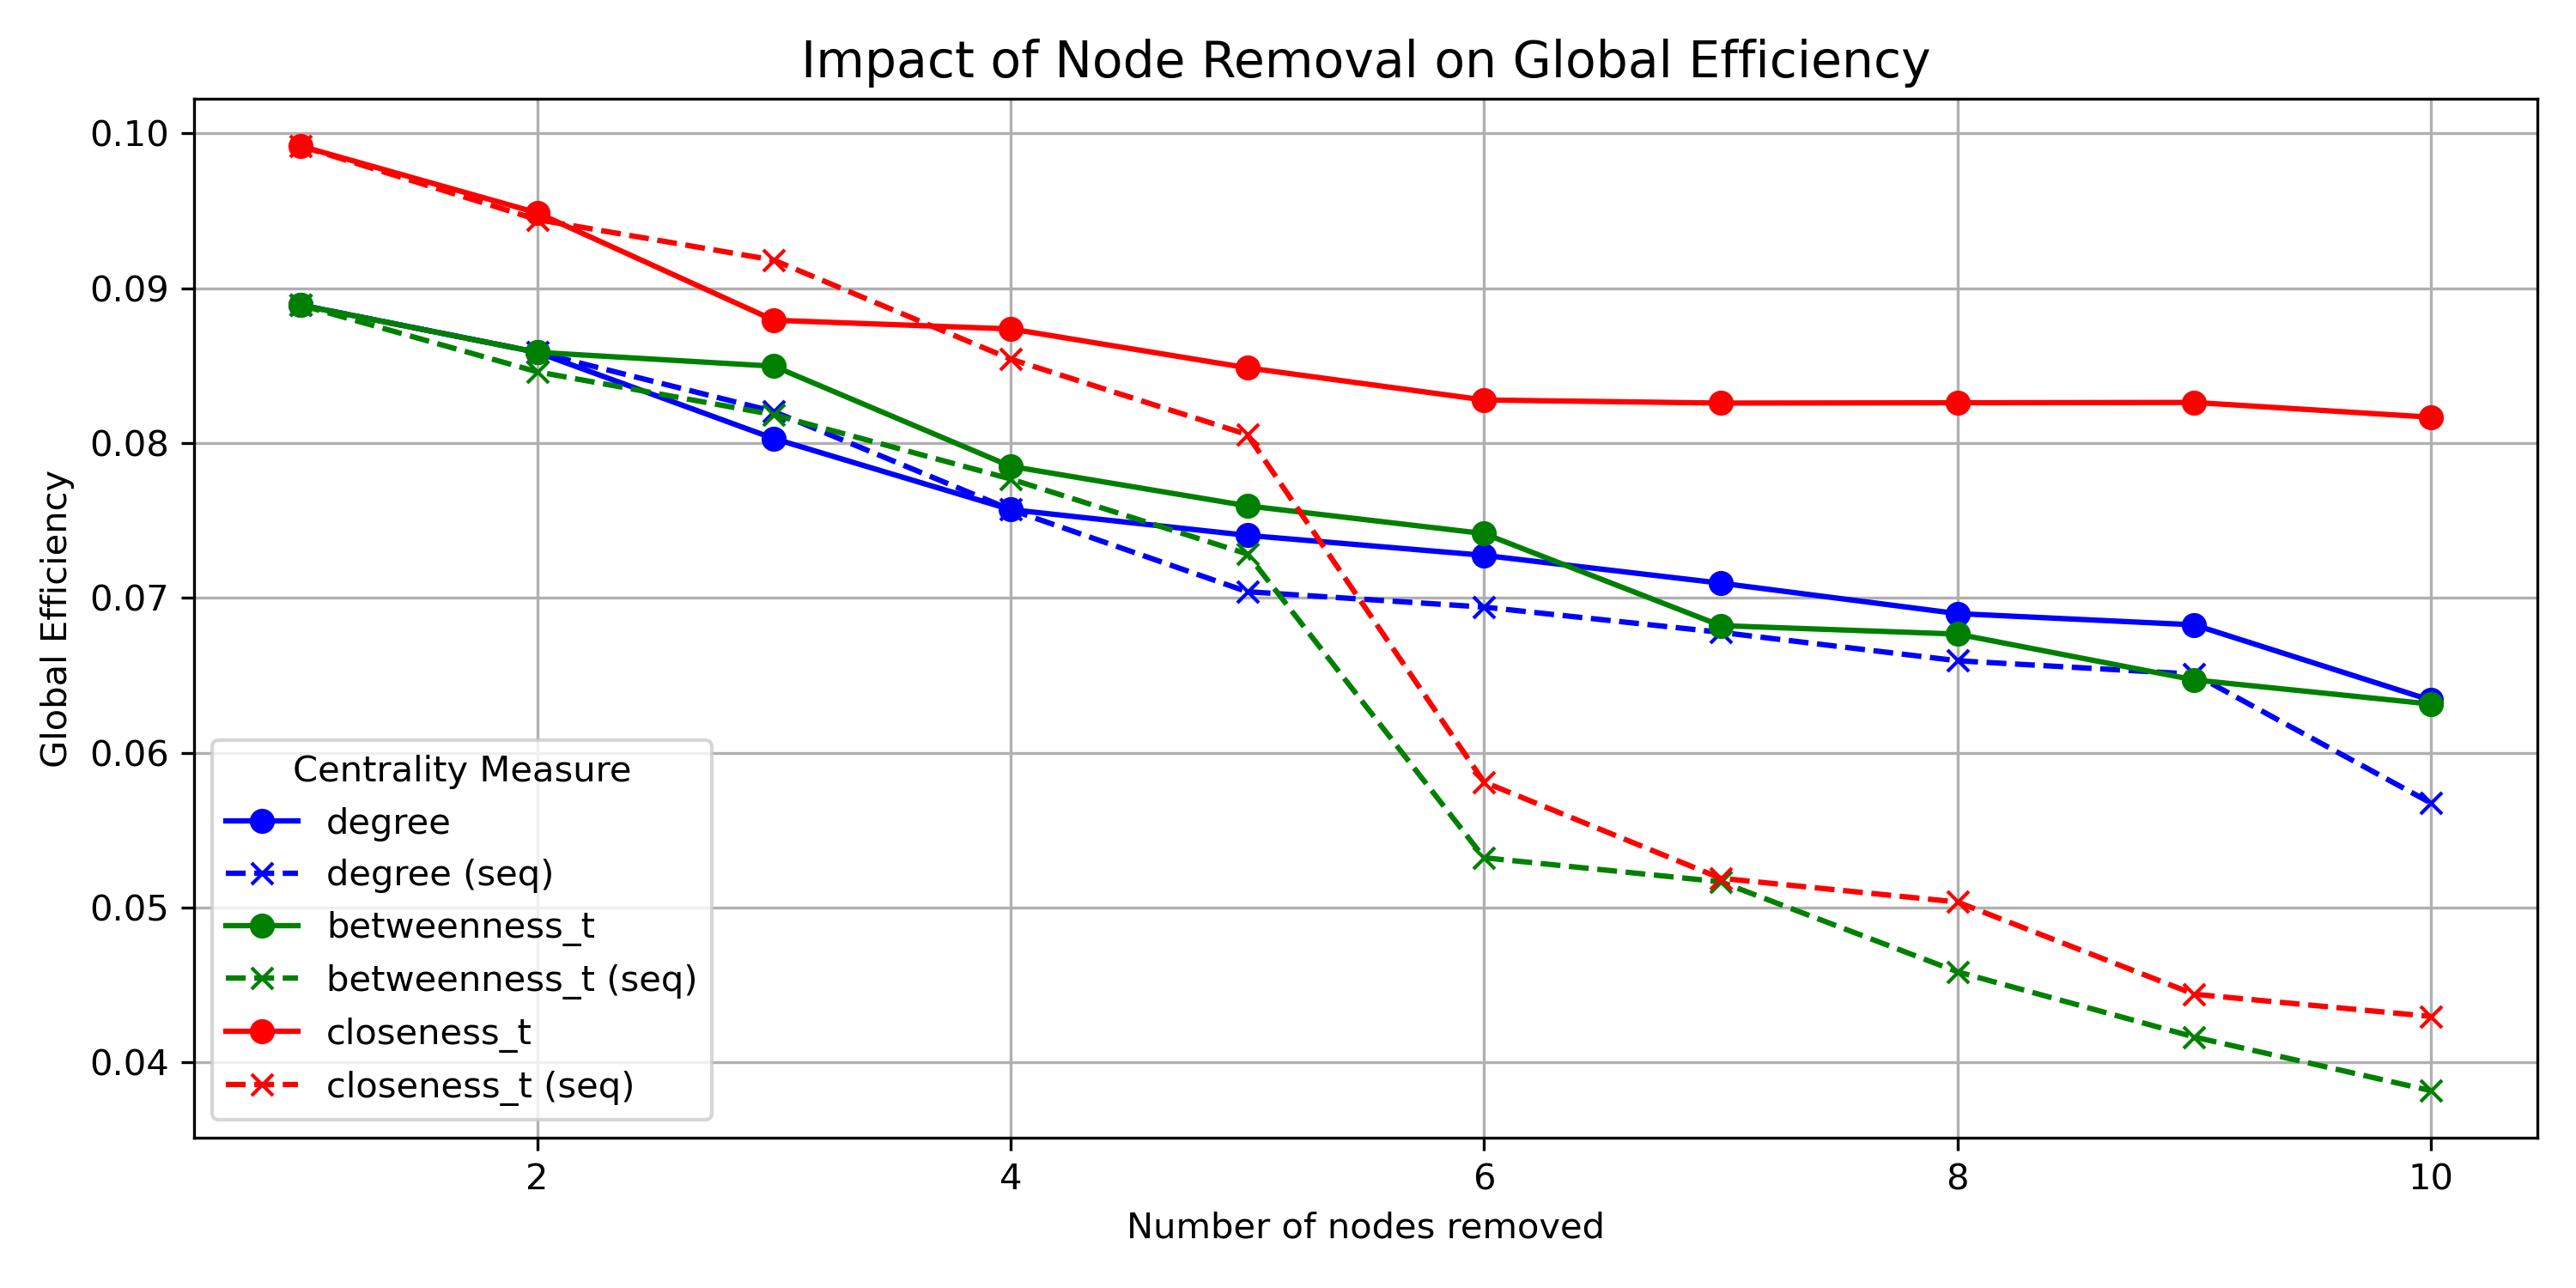 Impact of Node Removal on Global Efficiency
0.10
0.09
0.08
0.07
0.06
0.05
0.04
Global Efficiency
Centrality Measure
degree
degree (seq)
betweenness_t
betweenness_t (seq)
closeness_t
closeness_t (seq)
2 4 6 8 10
Number of nodes removed